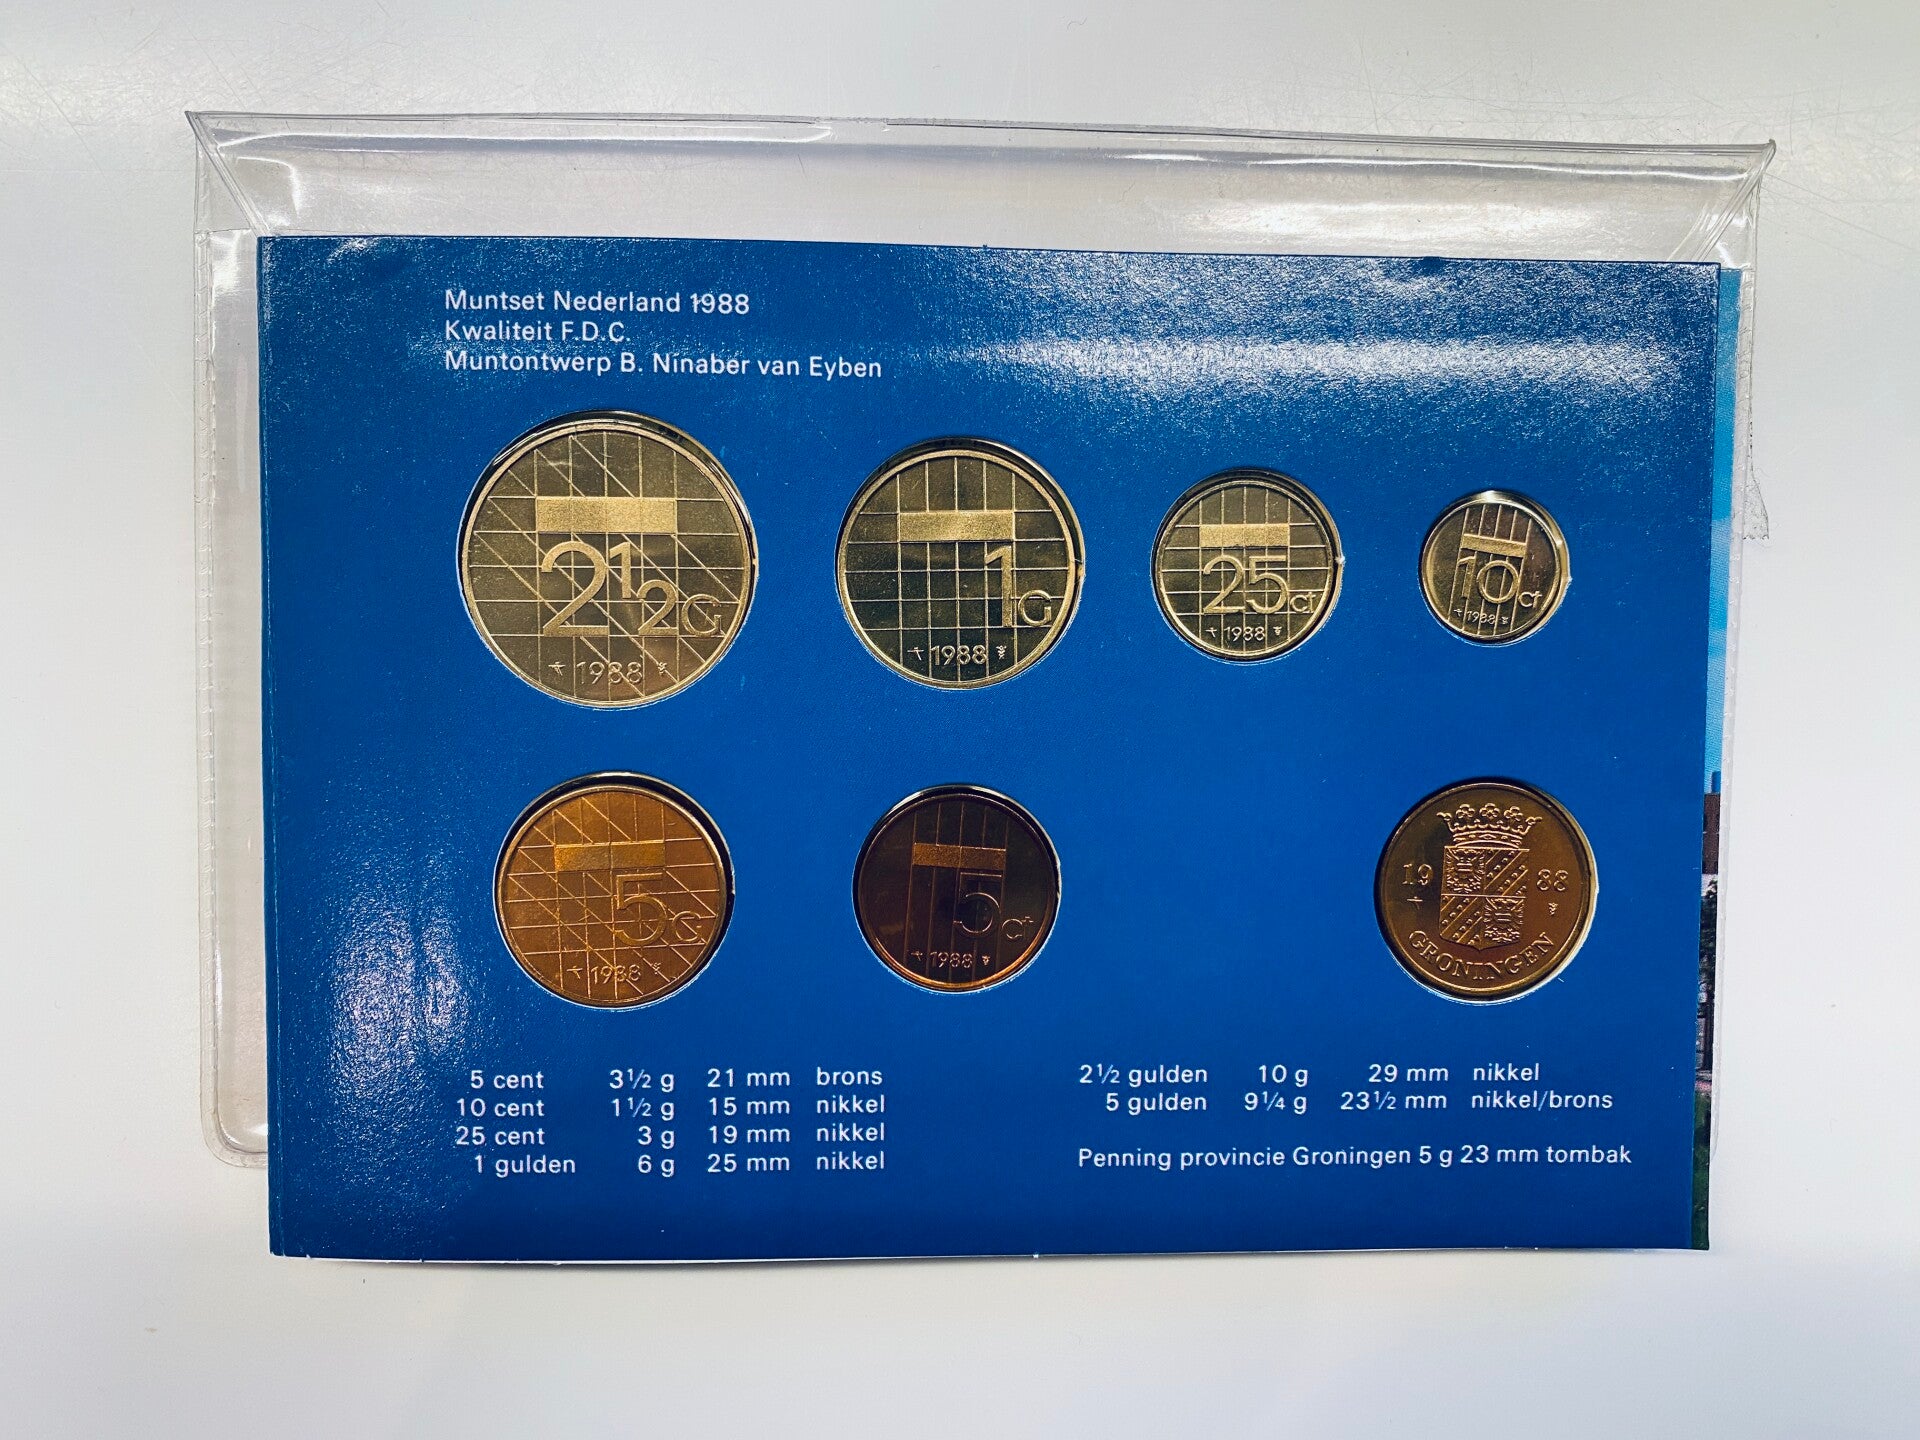 Muntset Nederland 1988
Kwaliteit F.D.C.
Muntontwerp B. Ninaber van Eyben
2½G
1988
1G
1988
25ct
1988
10ct
1988
5G
1988
5ct
1988
19 88
GRONINGEN
5 cent 3½ g 21 mm brons
10 cent 1½ g 15 mm nikkel
25 cent 3 g 19 mm nikkel
1 gulden 6 g 25 mm nikkel
2½ gulden 10 g 29 mm nikkel
5 gulden 9¼ g 23½ mm nikkel/brons
Penning provincie Groningen 5 g 23 mm tombak